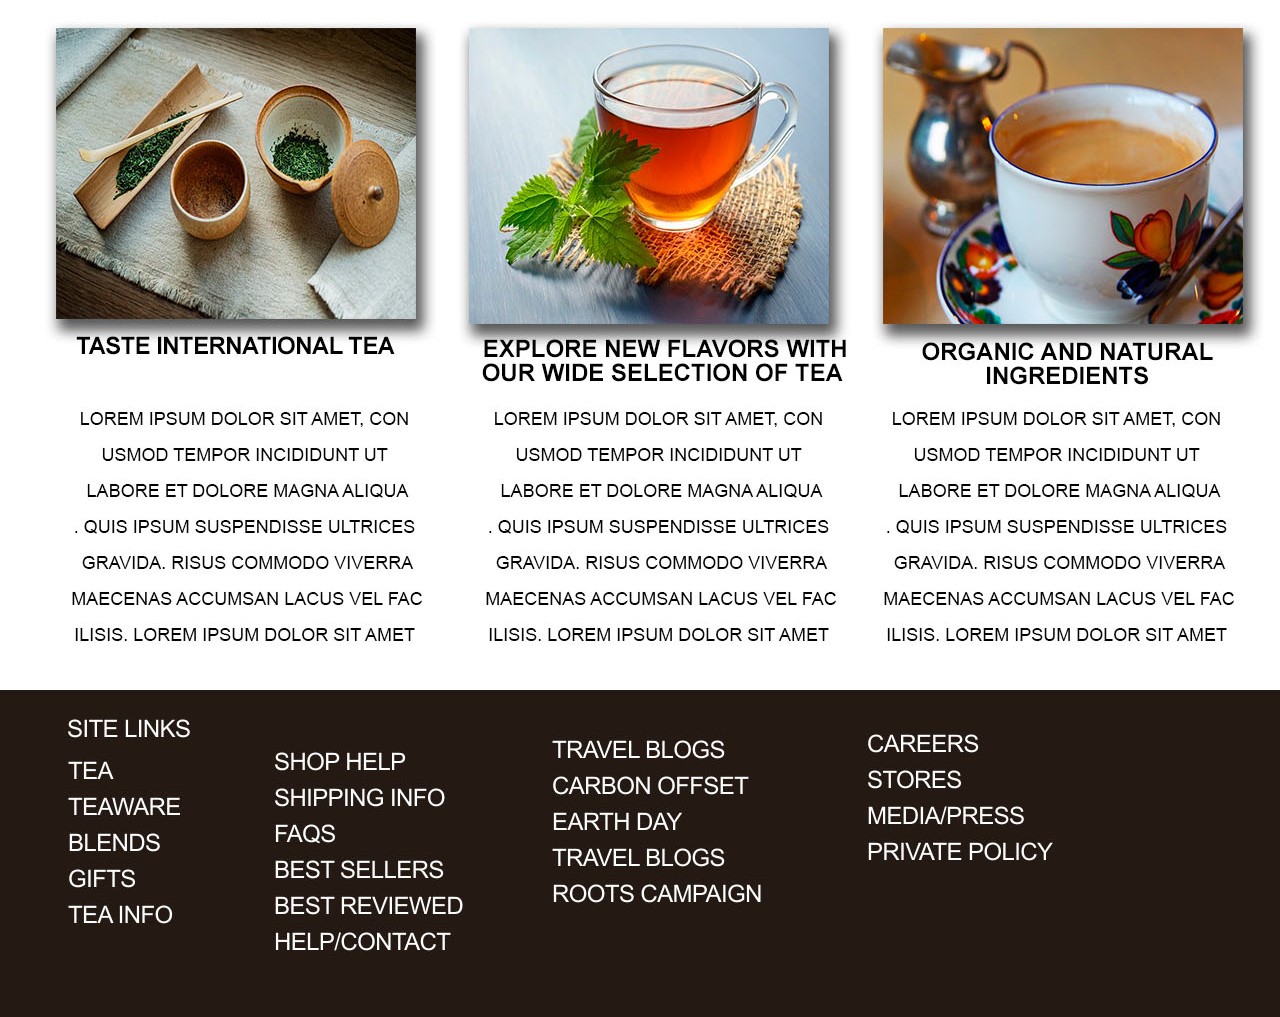 TASTE INTERNATIONAL TEA
LOREM IPSUM DOLOR SIT AMET, CON
USMOD TEMPOR INCIDIDUNT UT
LABORE ET DOLORE MAGNA ALIQUA
. QUIS IPSUM SUSPENDISSE ULTRICES
GRAVIDA. RISUS COMMODO VIVERRA
MAECENAS ACCUMSAN LACUS VEL FAC
ILISIS. LOREM IPSUM DOLOR SIT AMET
EXPLORE NEW FLAVORS WITH
OUR WIDE SELECTION OF TEA
LOREM IPSUM DOLOR SIT AMET, CON
USMOD TEMPOR INCIDIDUNT UT
LABORE ET DOLORE MAGNA ALIQUA
. QUIS IPSUM SUSPENDISSE ULTRICES
GRAVIDA. RISUS COMMODO VIVERRA
MAECENAS ACCUMSAN LACUS VEL FAC
ILISIS. LOREM IPSUM DOLOR SIT AMET
ORGANIC AND NATURAL
INGREDIENTS
LOREM IPSUM DOLOR SIT AMET, CON
USMOD TEMPOR INCIDIDUNT UT
LABORE ET DOLORE MAGNA ALIQUA
. QUIS IPSUM SUSPENDISSE ULTRICES
GRAVIDA. RISUS COMMODO VIVERRA
MAECENAS ACCUMSAN LACUS VEL FAC
ILISIS. LOREM IPSUM DOLOR SIT AMET
SITE LINKS
TEA
TEAWARE
BLENDS
GIFTS
TEA INFO
SHOP HELP
SHIPPING INFO
FAQS
BEST SELLERS
BEST REVIEWED
HELP/CONTACT
TRAVEL BLOGS
CARBON OFFSET
EARTH DAY
TRAVEL BLOGS
ROOTS CAMPAIGN
CAREERS
STORES
MEDIA/PRESS
PRIVATE POLICY